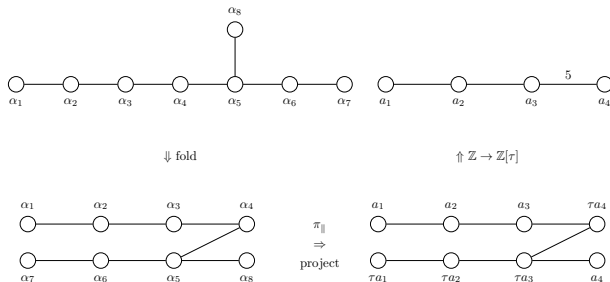 α₈
α₁ α₂ α₃ α₄ α₅ α₆ α₇
5
a₁ a₂ a₃ a₄
⇓ fold
⇑ ℤ → ℤ[τ]
α₁ α₂ α₃ α₄
α₇ α₆ α₅ α₈
π∥
⇒
project
a₁ a₂ a₃ τa₄
τa₁ τa₂ τa₃ a₄